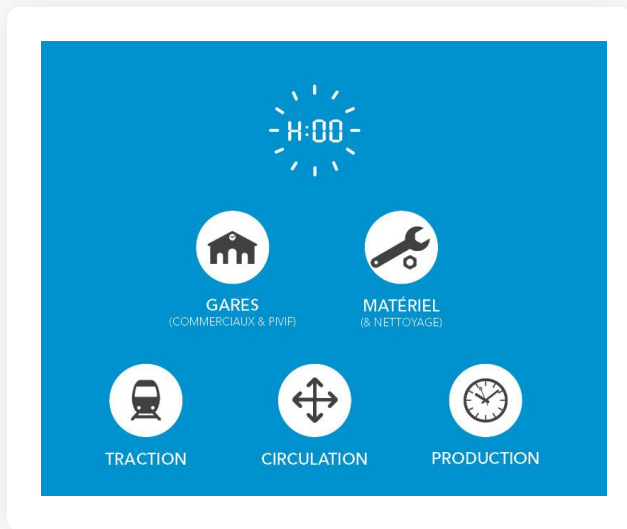 H:00
GARES
(COMMERCIAUX & PIVIF)
MATÉRIEL
(& NETTOYAGE)
TRACTION
CIRCULATION
PRODUCTION